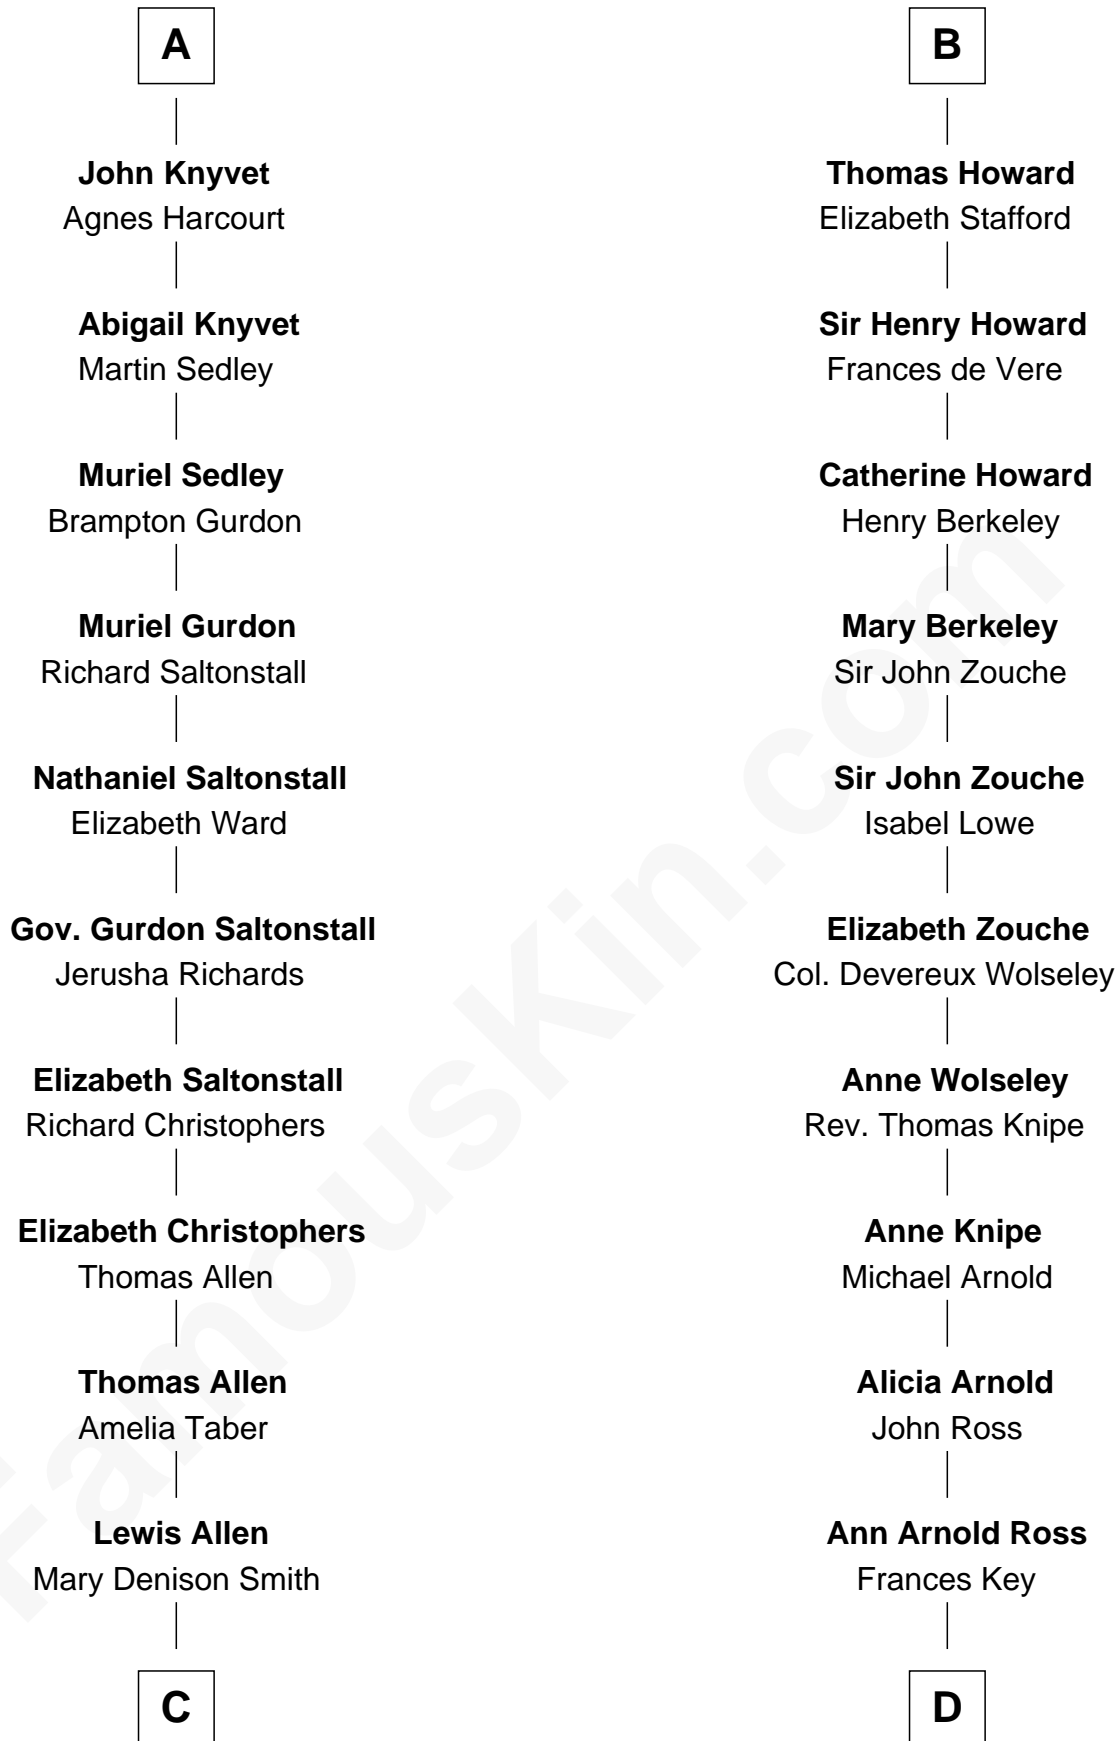 A
John Knyvet
Agnes Harcourt
Abigail Knyvet
Martin Sedley
Muriel Sedley
Brampton Gurdon
Muriel Gurdon
Richard Saltonstall
Nathaniel Saltonstall
Elizabeth Ward
Gov. Gurdon Saltonstall
Jerusha Richards
Elizabeth Saltonstall
Richard Christophers
Elizabeth Christophers
Thomas Allen
Thomas Allen
Amelia Taber
Lewis Allen
Mary Denison Smith
C
B
Thomas Howard
Elizabeth Stafford
Sir Henry Howard
Frances de Vere
Catherine Howard
Henry Berkeley
Mary Berkeley
Sir John Zouche
Sir John Zouche
Isabel Lowe
Elizabeth Zouche
Col. Devereux Wolseley
Anne Wolseley
Rev. Thomas Knipe
Anne Knipe
Michael Arnold
Alicia Arnold
John Ross
Ann Arnold Ross
Frances Key
D
FamousKin.com